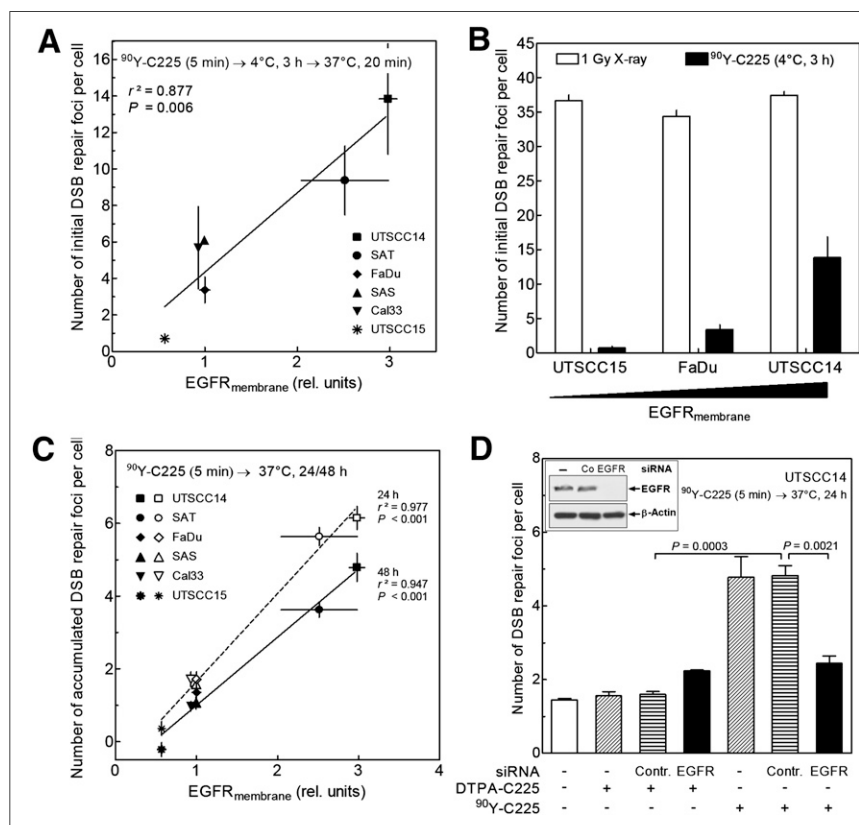 A
⁹⁰Y-C225 (5 min) → 4°C, 3 h → 37°C, 20 min)
r² = 0.877
P = 0.006
Number of initial DSB repair foci per cell
16
14
12
10
8
6
4
2
0
UTSCC14
SAT
FaDu
SAS
Cal33
UTSCC15
0 1 2 3
EGFRmembrane (rel. units)
B
1 Gy X-ray ⁹⁰Y-C225 (4°C, 3 h)
Number of initial DSB repair foci per cell
45
40
35
30
25
20
15
10
5
0
UTSCC15 FaDu UTSCC14
EGFRmembrane
C
⁹⁰Y-C225 (5 min) → 37°C, 24/48 h
Number of accumulated DSB repair foci per cell
8
6
4
2
0
UTSCC14
SAT
FaDu
SAS
Cal33
UTSCC15
24 h
r² = 0.977
P < 0.001
48 h
r² = 0.947
P < 0.001
0 1 2 3 4
EGFRmembrane (rel. units)
D
– Co EGFR siRNA
EGFR
β-Actin
UTSCC14
⁹⁰Y-C225 (5 min) → 37°C, 24 h
P = 0.0003 P = 0.0021
Number of DSB repair foci per cell
8
6
4
2
0
siRNA - - Contr. EGFR - Contr. EGFR
DTPA-C225 - + + + - - -
⁹⁰Y-C225 - - - - + + +